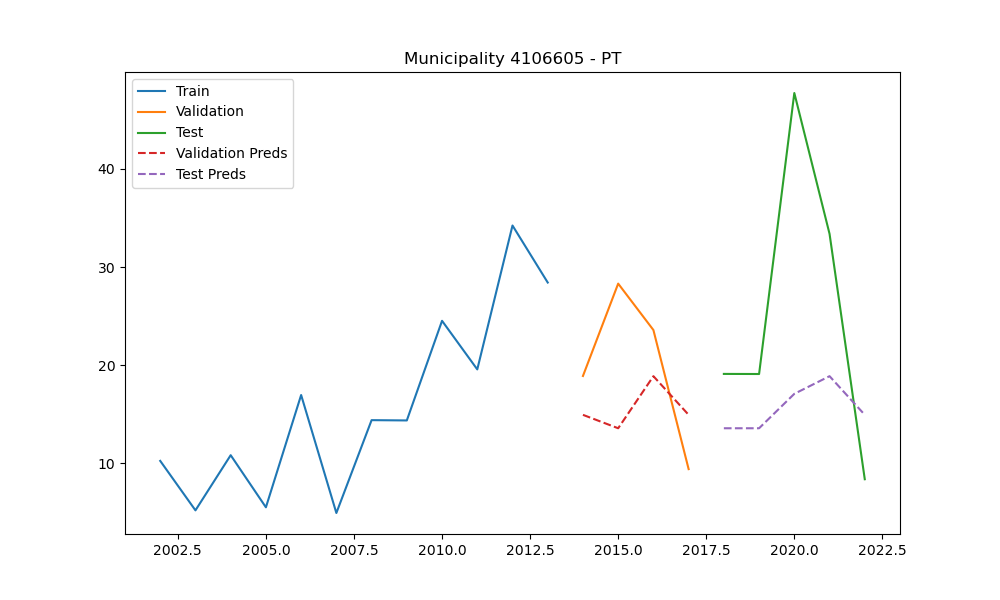 Municipality 4106605 - PT
Train
Validation
Test
Validation Preds
Test Preds
40
30
20
10
2002.5 2005.0 2007.5 2010.0 2012.5 2015.0 2017.5 2020.0 2022.5